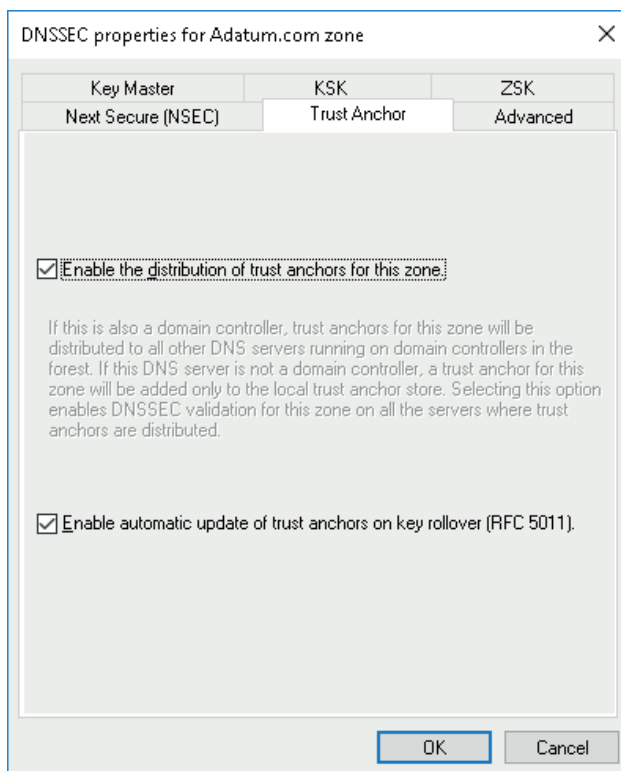 DNSSEC properties for Adatum.com zone
Key Master
KSK
ZSK
Next Secure (NSEC)
Trust Anchor
Advanced
Enable the distribution of trust anchors for this zone.
If this is also a domain controller, trust anchors for this zone will be
distributed to all other DNS servers running on domain controllers in the
forest. If this DNS server is not a domain controller, a trust anchor for this
zone will be added only to the local trust anchor store. Selecting this option
enables DNSSEC validation for this zone on all the servers where trust
anchors are distributed.
Enable automatic update of trust anchors on key rollover (RFC 5011).
OK
Cancel